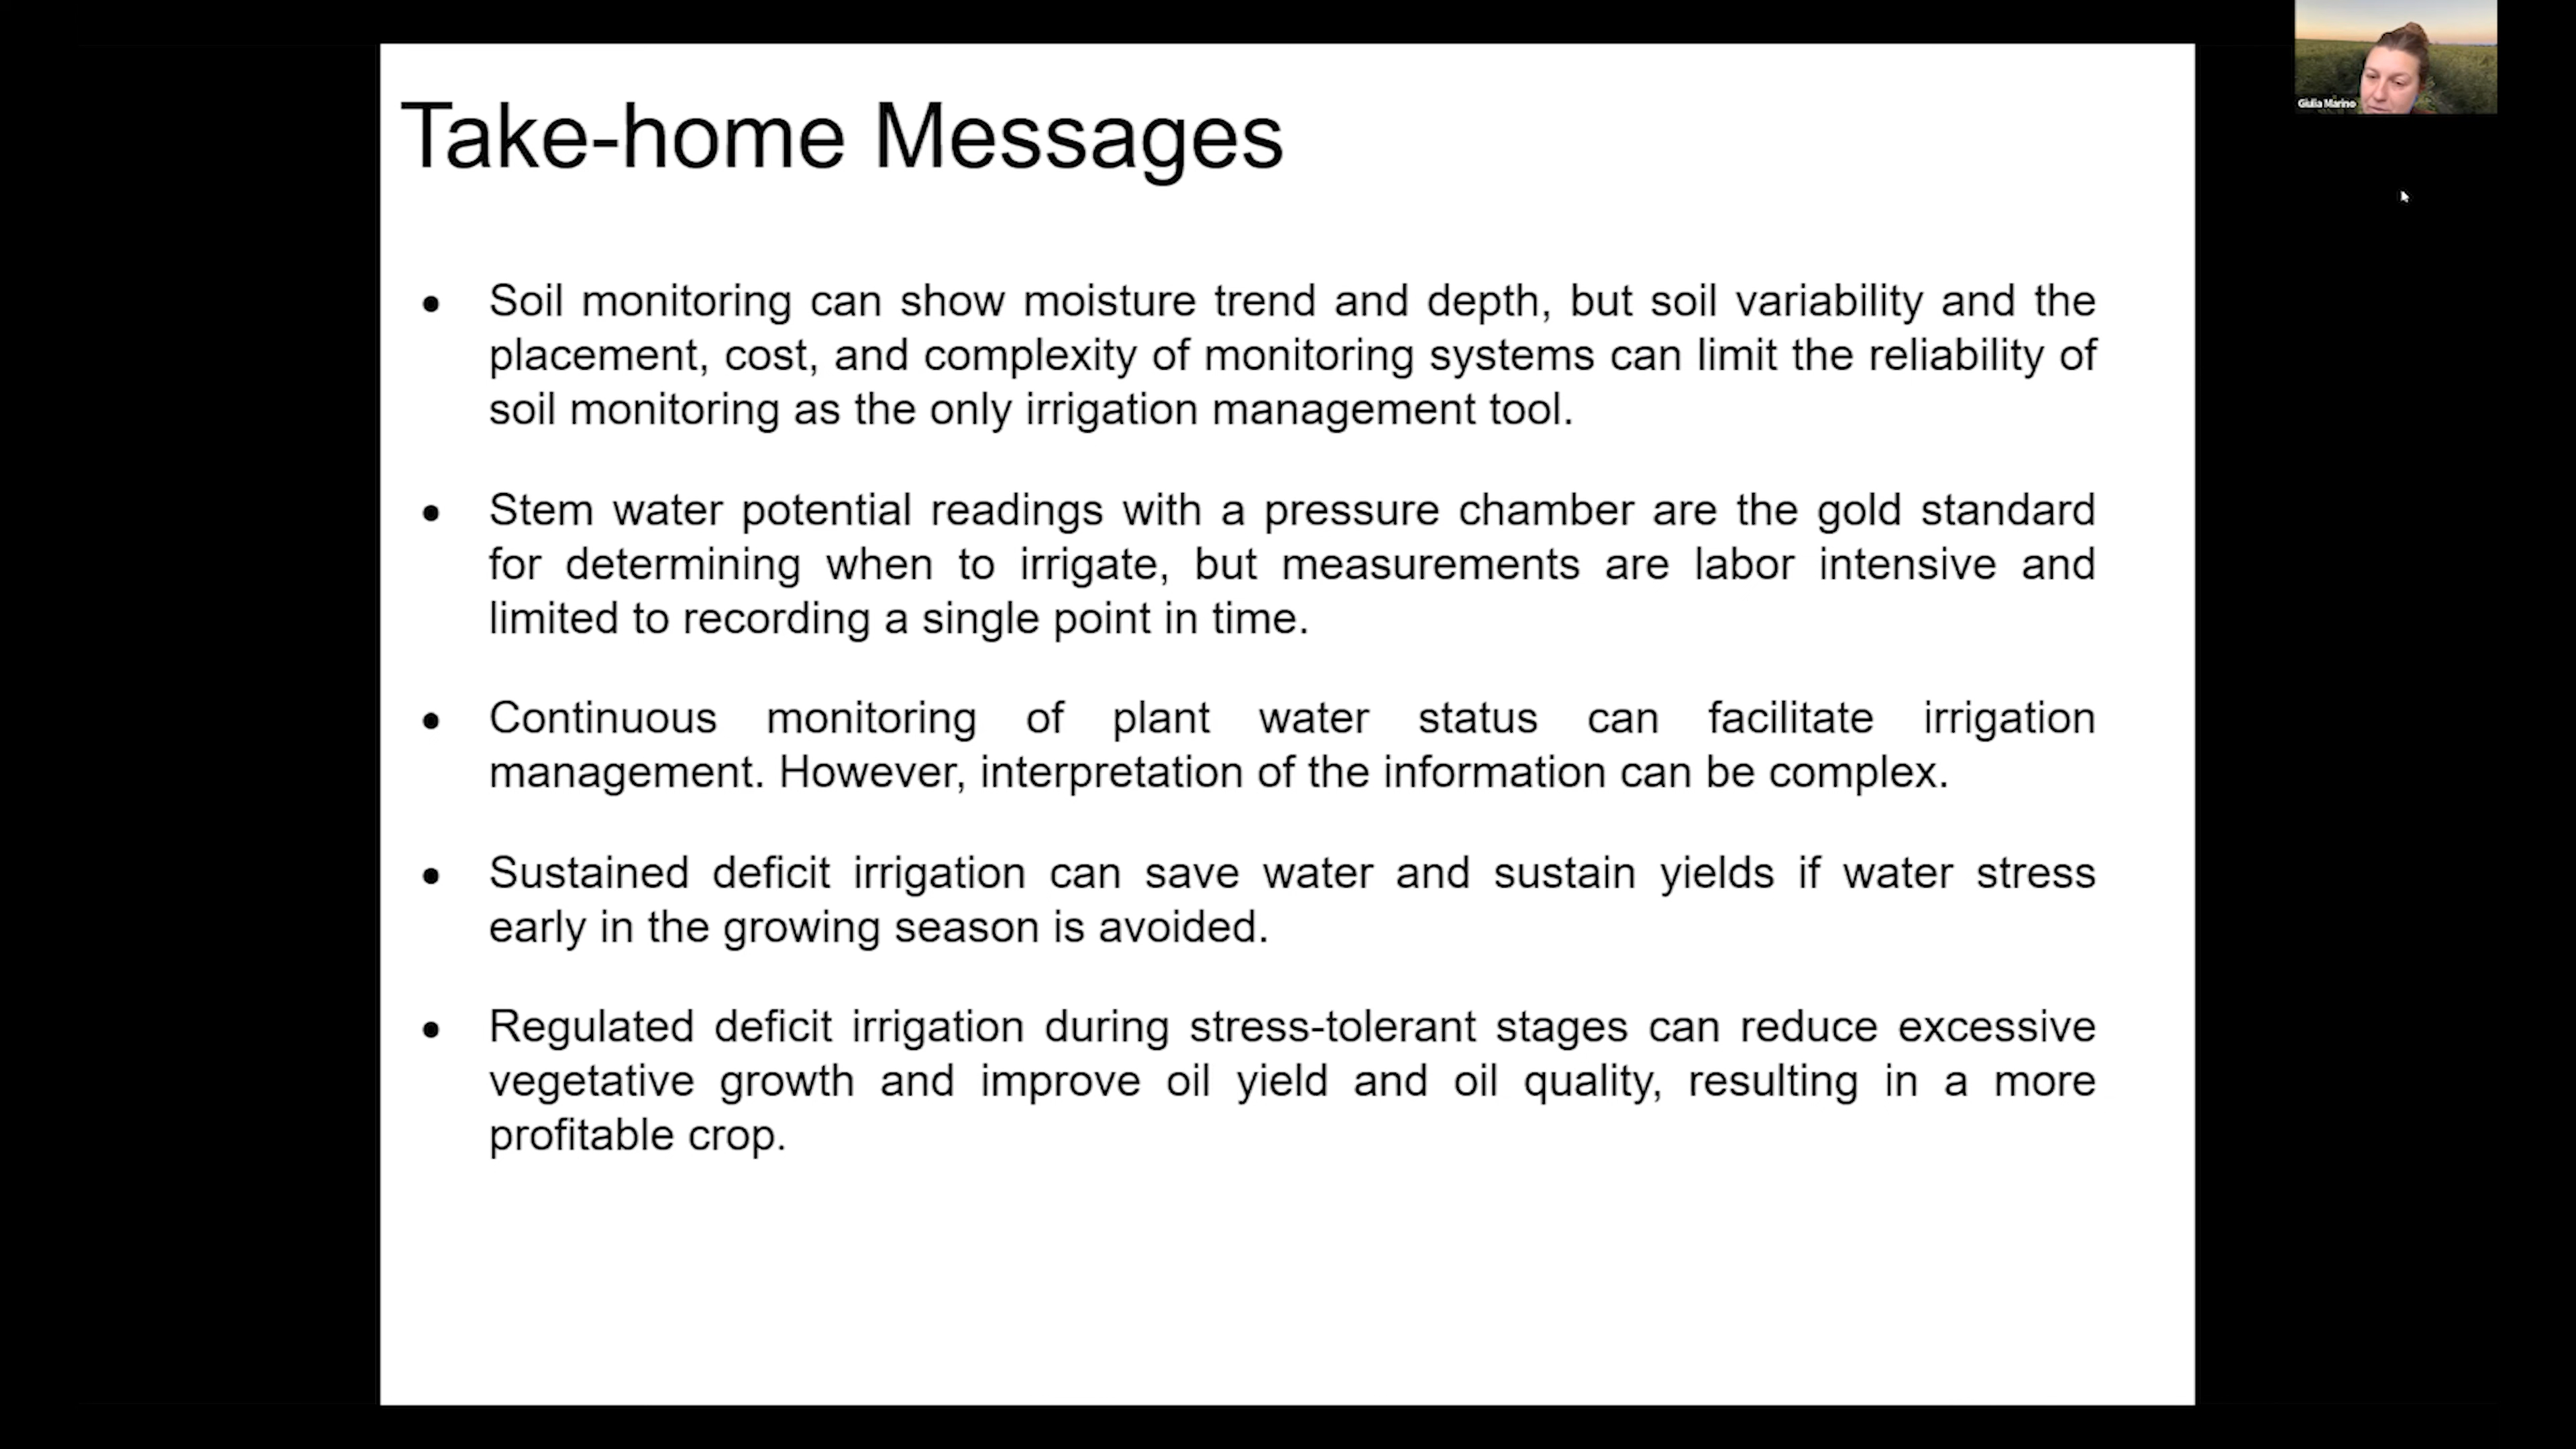 Giulia Marino
Take-home Messages
● Soil monitoring can show moisture trend and depth, but soil variability and the
placement, cost, and complexity of monitoring systems can limit the reliability of
soil monitoring as the only irrigation management tool.
● Stem water potential readings with a pressure chamber are the gold standard
for determining when to irrigate, but measurements are labor intensive and
limited to recording a single point in time.
● Continuous monitoring of plant water status can facilitate irrigation
management. However, interpretation of the information can be complex.
● Sustained deficit irrigation can save water and sustain yields if water stress
early in the growing season is avoided.
● Regulated deficit irrigation during stress-tolerant stages can reduce excessive
vegetative growth and improve oil yield and oil quality, resulting in a more
profitable crop.